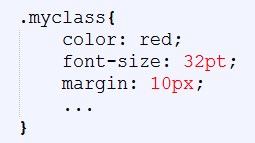 .myclass{
    color: red;
    font-size: 32pt;
    margin: 10px;
    ...
}